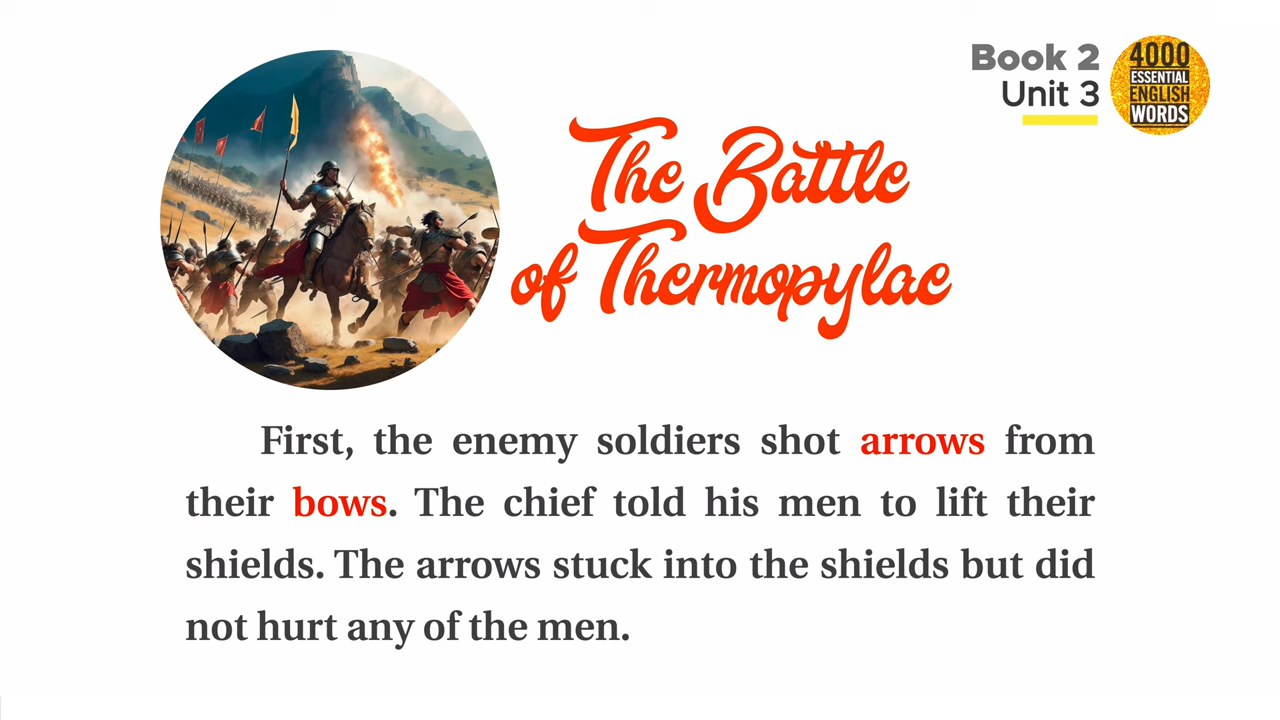 Book 2
Unit 3
4000
ESSENTIAL
ENGLISH
WORDS
The Battle
of Thermopylae
First, the enemy soldiers shot arrows from
their bows. The chief told his men to lift their
shields. The arrows stuck into the shields but did
not hurt any of the men.